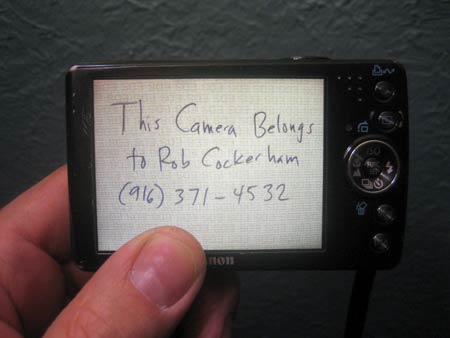 This Camera Belongs
to Rob Cockerham
(916) 371-4532